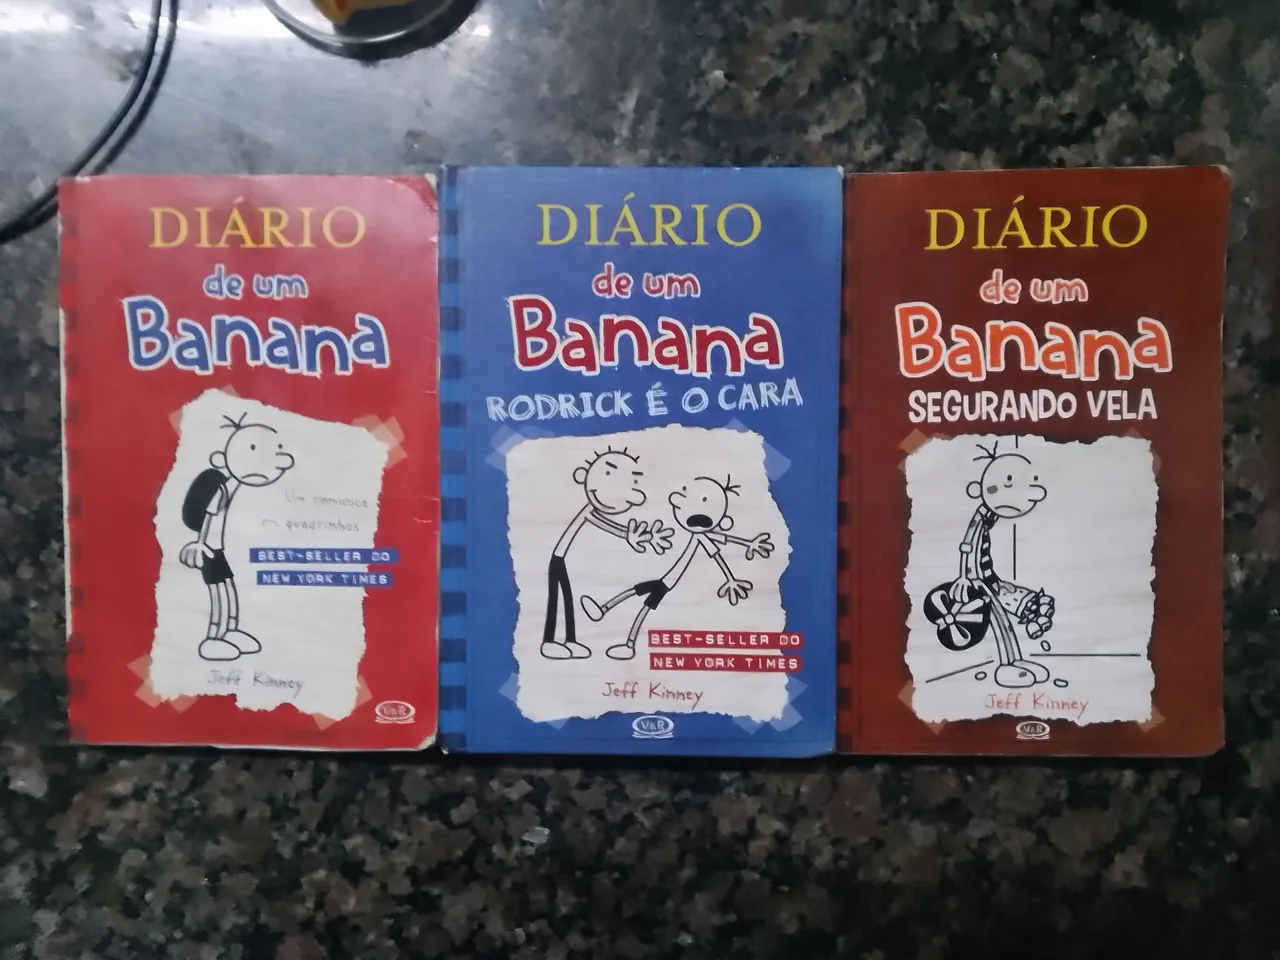 DIÁRIO
de um
Banana
Um romance
em quadrinhos
BEST-SELLER DO
NEW YORK TIMES
Jeff Kinney
V&R
DIÁRIO
de um
Banana
RODRICK É O CARA
BEST-SELLER DO
NEW YORK TIMES
Jeff Kinney
V&R
DIÁRIO
de um
Banana
SEGURANDO VELA
Jeff Kinney
V&R